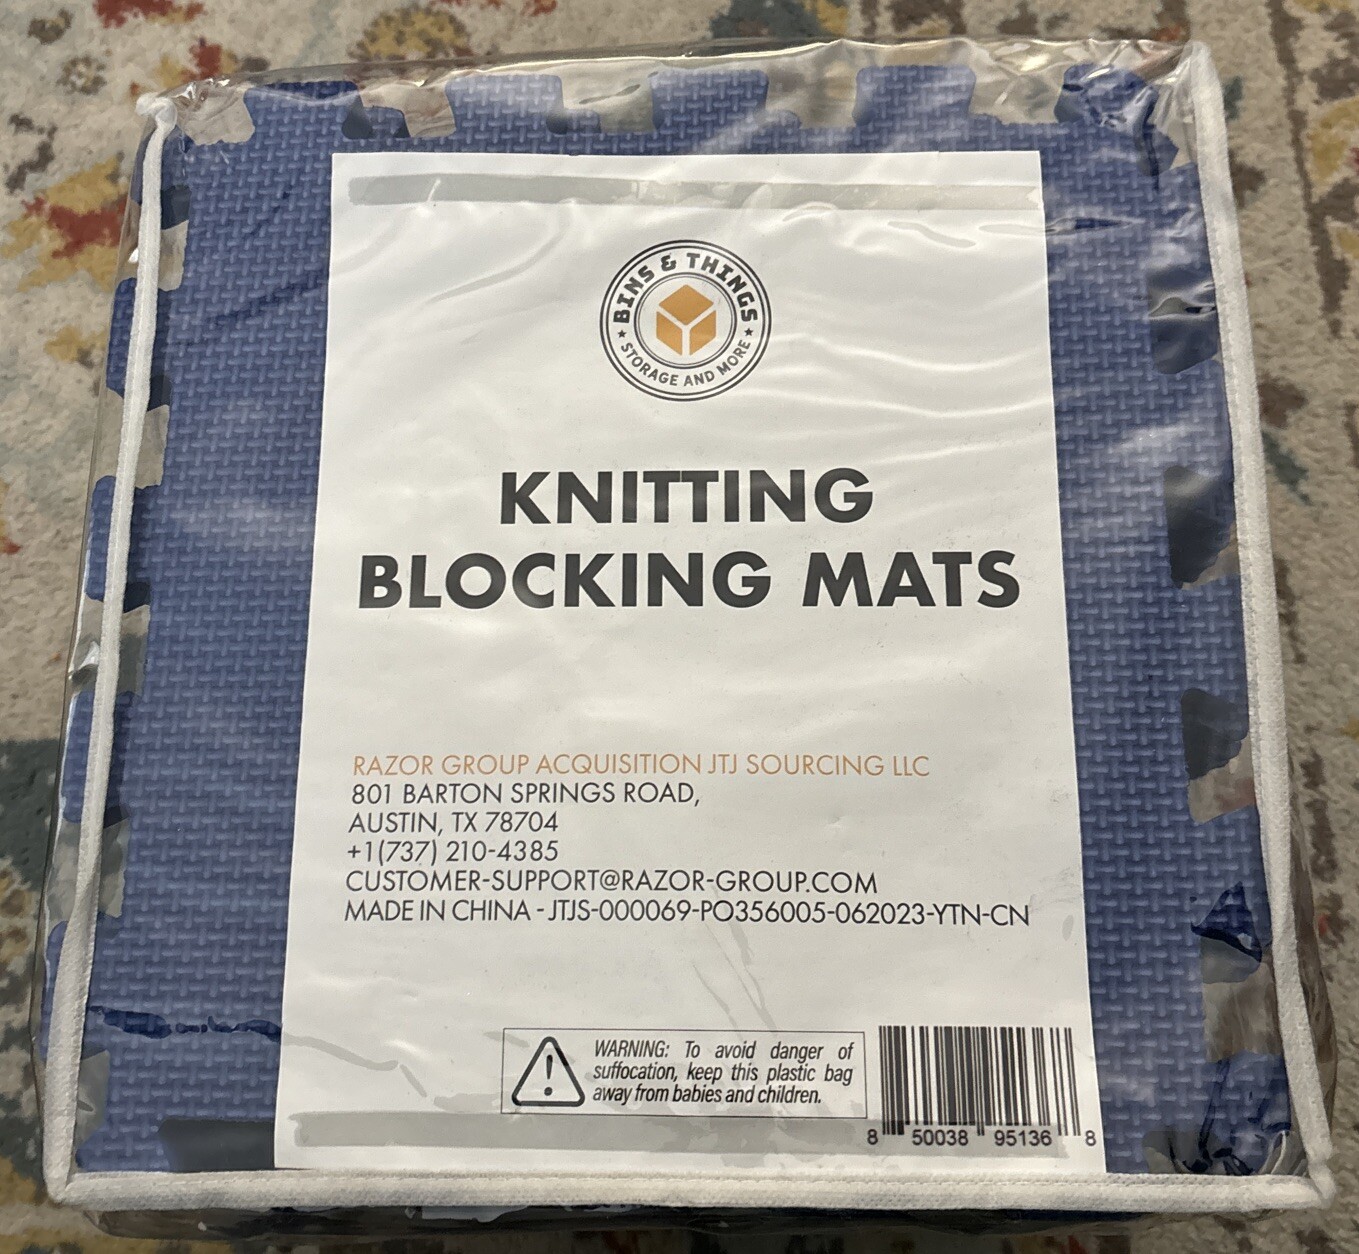 BINS & THINGS
STORAGE AND MORE
KNITTING
BLOCKING MATS
RAZOR GROUP ACQUISITION JTJ SOURCING LLC
801 BARTON SPRINGS ROAD,
AUSTIN, TX 78704
+1(737) 210-4385
CUSTOMER-SUPPORT@RAZOR-GROUP.COM
MADE IN CHINA - JTJS-000069-PO356005-062023-YTN-CN
WARNING: To avoid danger of
suffocation, keep this plastic bag
away from babies and children.
8 50038 95136 8